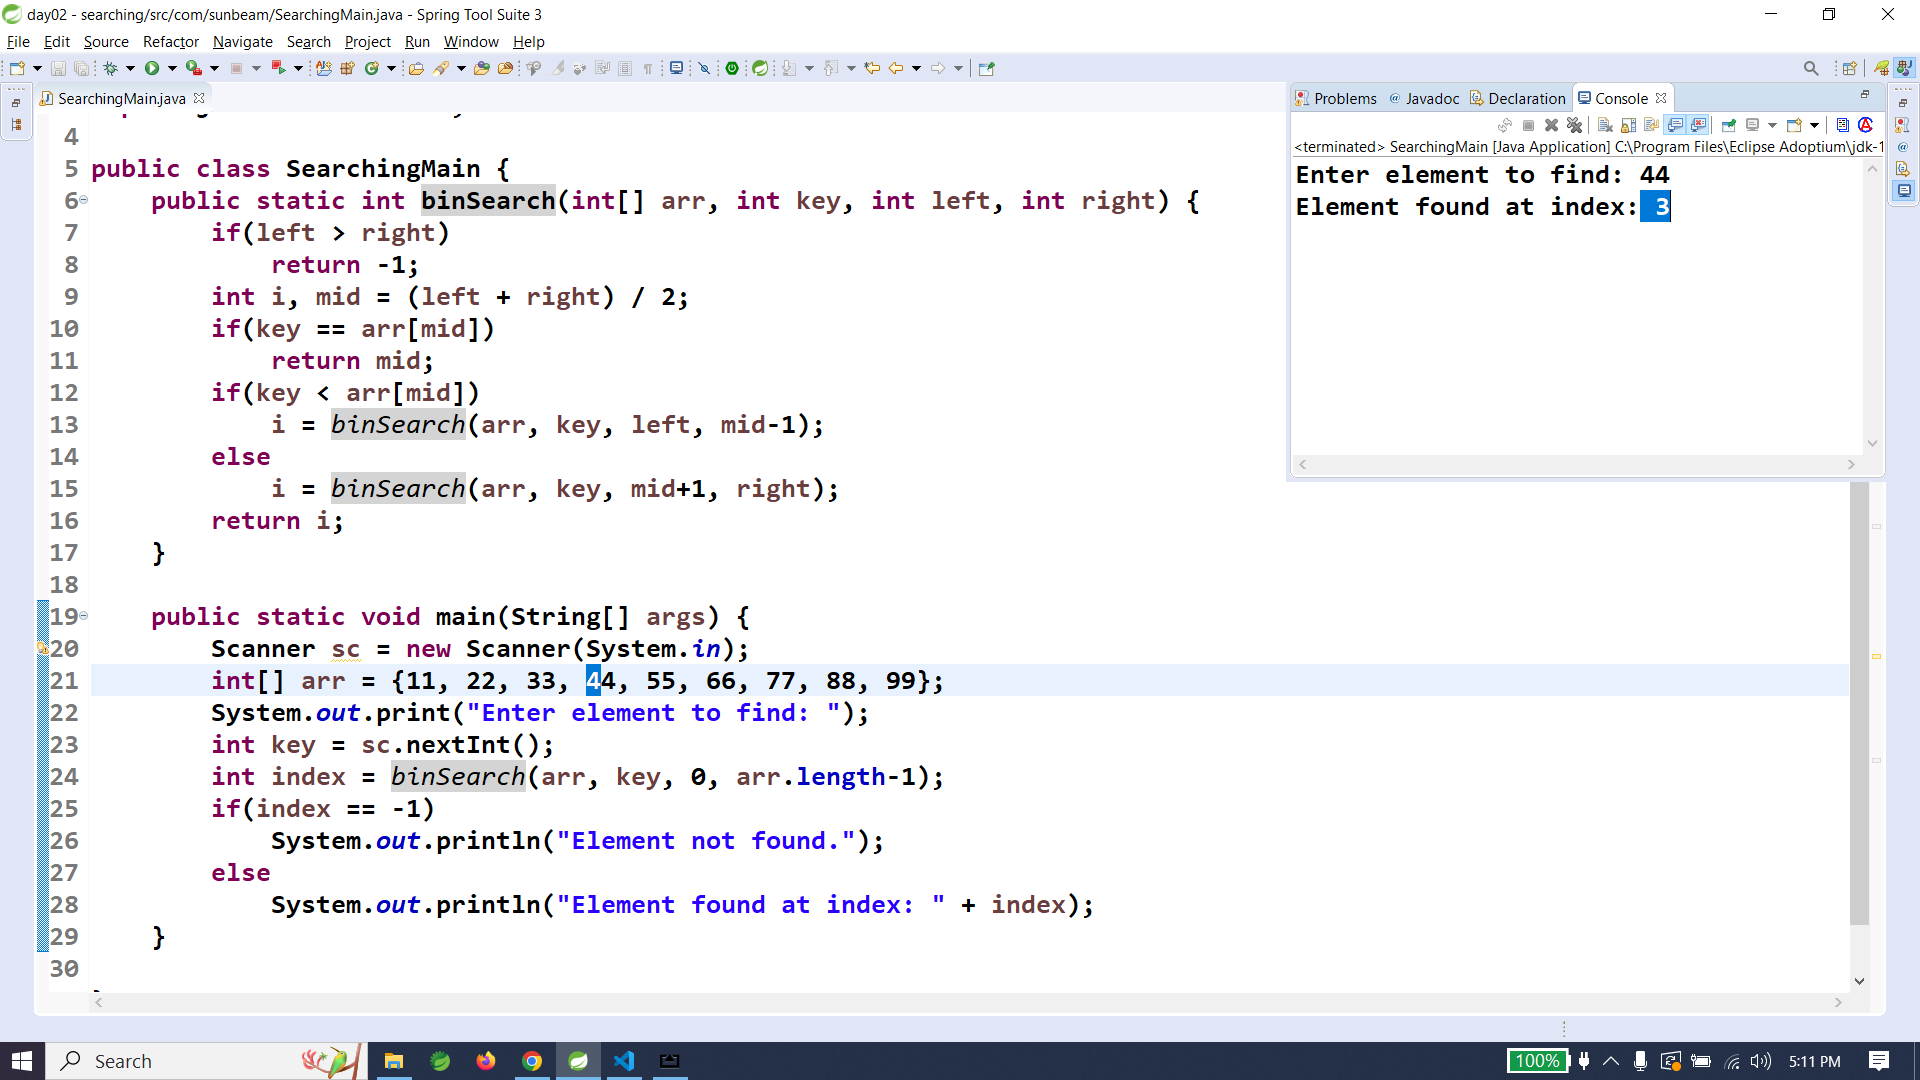 day02 - searching/src/com/sunbeam/SearchingMain.java - Spring Tool Suite 3
File Edit Source Refactor Navigate Search Project Run Window Help
SearchingMain.java
4
5 public class SearchingMain {
6 public static int binSearch(int[] arr, int key, int left, int right) {
7 if(left > right)
8 return -1;
9 int i, mid = (left + right) / 2;
10 if(key == arr[mid])
11 return mid;
12 if(key < arr[mid])
13 i = binSearch(arr, key, left, mid-1);
14 else
15 i = binSearch(arr, key, mid+1, right);
16 return i;
17 }
18
19 public static void main(String[] args) {
20 Scanner sc = new Scanner(System.in);
21 int[] arr = {11, 22, 33, 44, 55, 66, 77, 88, 99};
22 System.out.print("Enter element to find: ");
23 int key = sc.nextInt();
24 int index = binSearch(arr, key, 0, arr.length-1);
25 if(index == -1)
26 System.out.println("Element not found.");
27 else
28 System.out.println("Element found at index: " + index);
29 }
30
Problems @ Javadoc Declaration Console
<terminated> SearchingMain [Java Application] C:\Program Files\Eclipse Adoptium\jdk-1
Enter element to find: 44
Element found at index: 3
Search
100%
5:11 PM